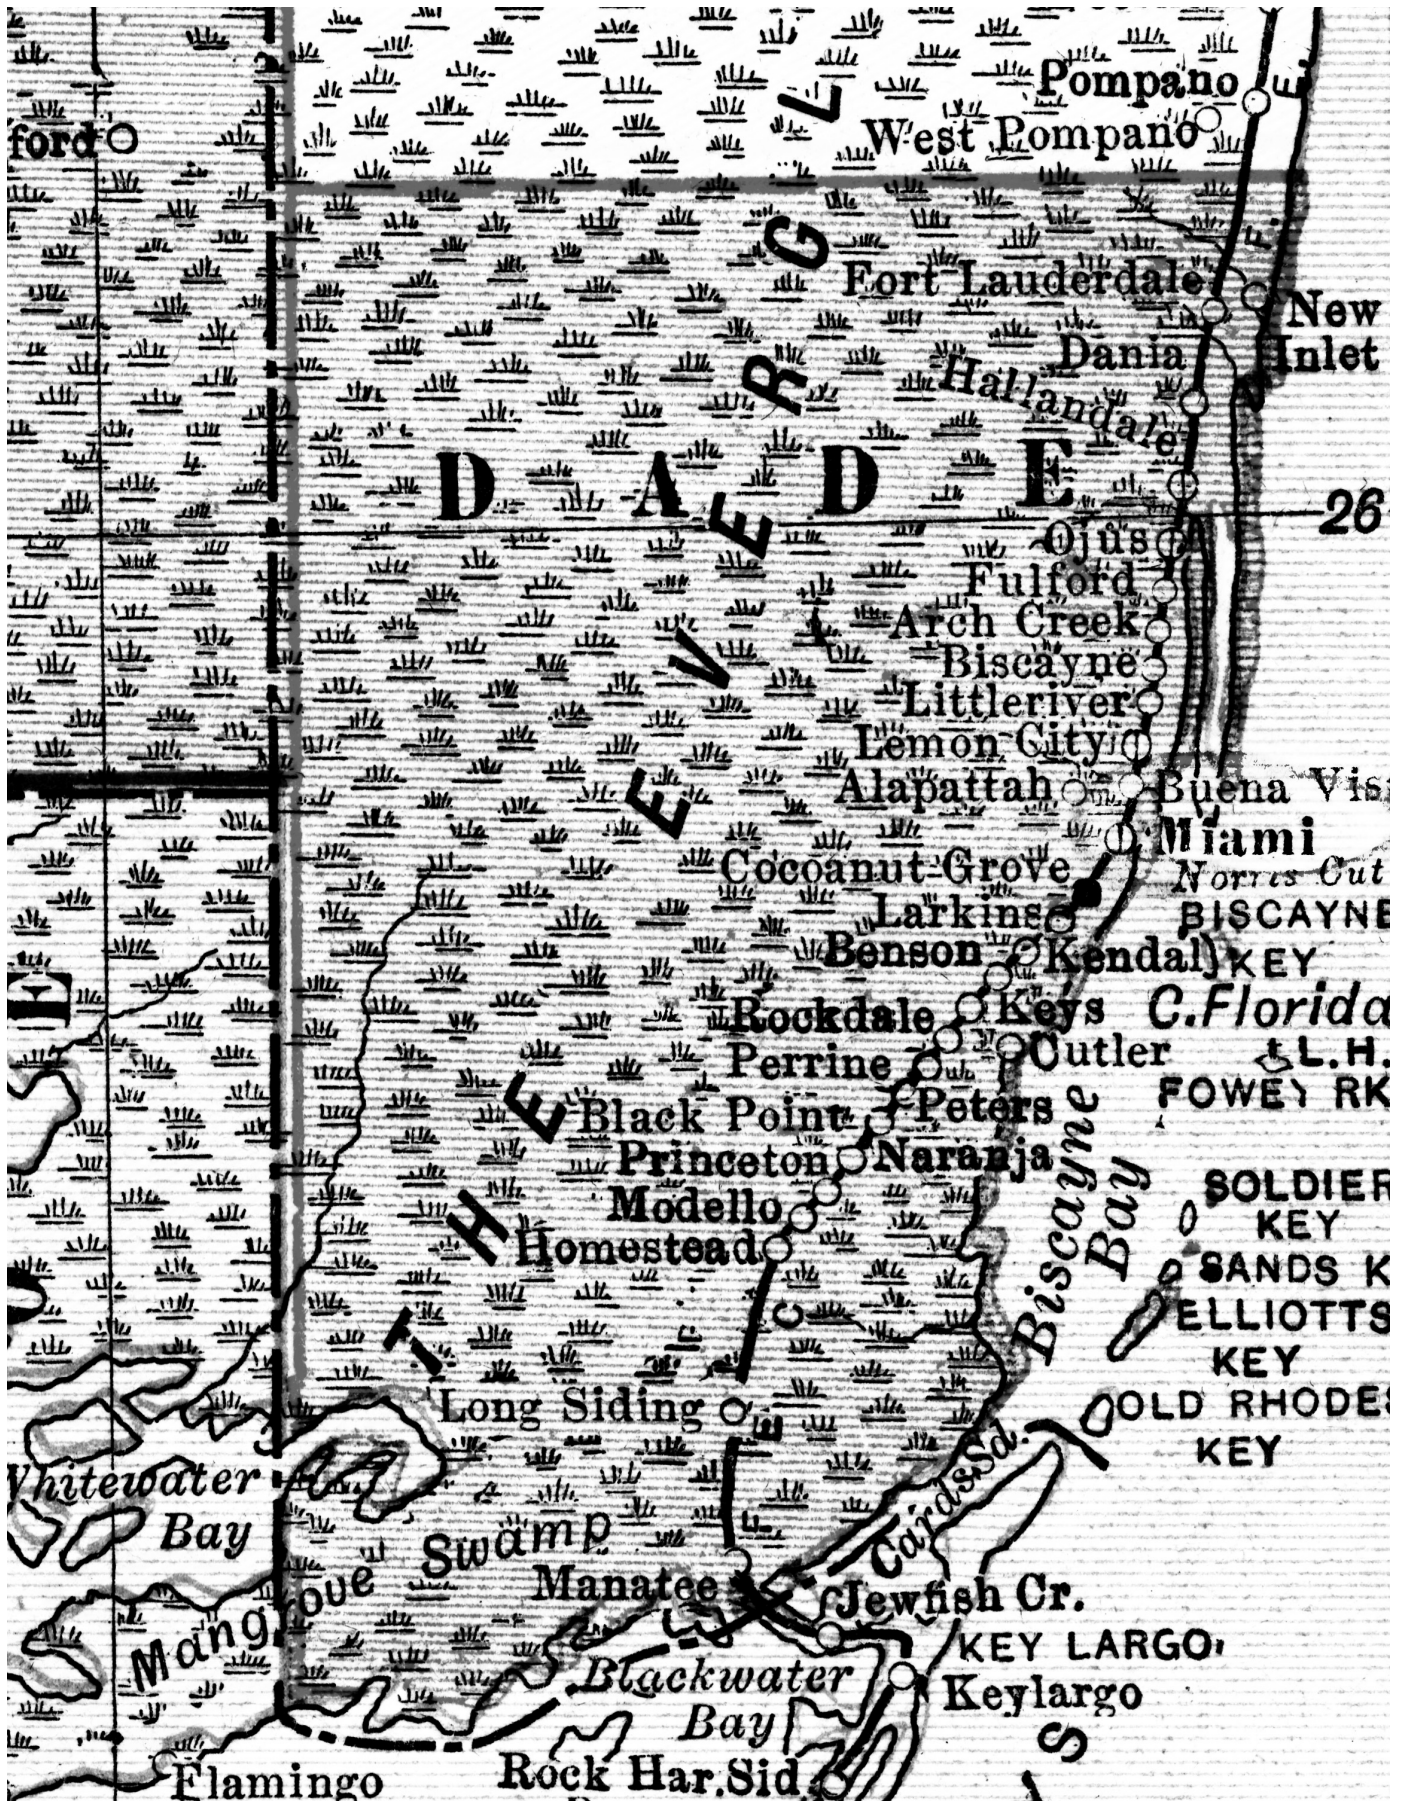 Pompano
West Pompano
ford
F.
Fort Lauderdale
New
Inlet
Dania
Hallandale
DADE
26
Ojus
Fulford
Arch Creek
Biscayne
Littleriver
Lemon City
Alapattah
Buena Vis
Miami
Cocoanut Grove
Norris Cut
Larkins
BISCAYNE
KEY
Benson
Kendal
Rockdale
Keys
C. Florida
Perrine
Cutler
L.H.
FOWEY RK
Black Point
Peters
Princeton
Naranja
Biscayne
Bay
SOLDIER
KEY
Modello
Homestead
SANDS K
ELLIOTTS
KEY
THE EVERGL
F. E. C.
Long Siding
OLD RHODES
KEY
Cards Sd.
Whitewater
Bay
Mangrove Swamp
Manatee
Jewfish Cr.
KEY LARGO
Blackwater
Bay
Keylargo
S
Flamingo
Rock Har. Sid.